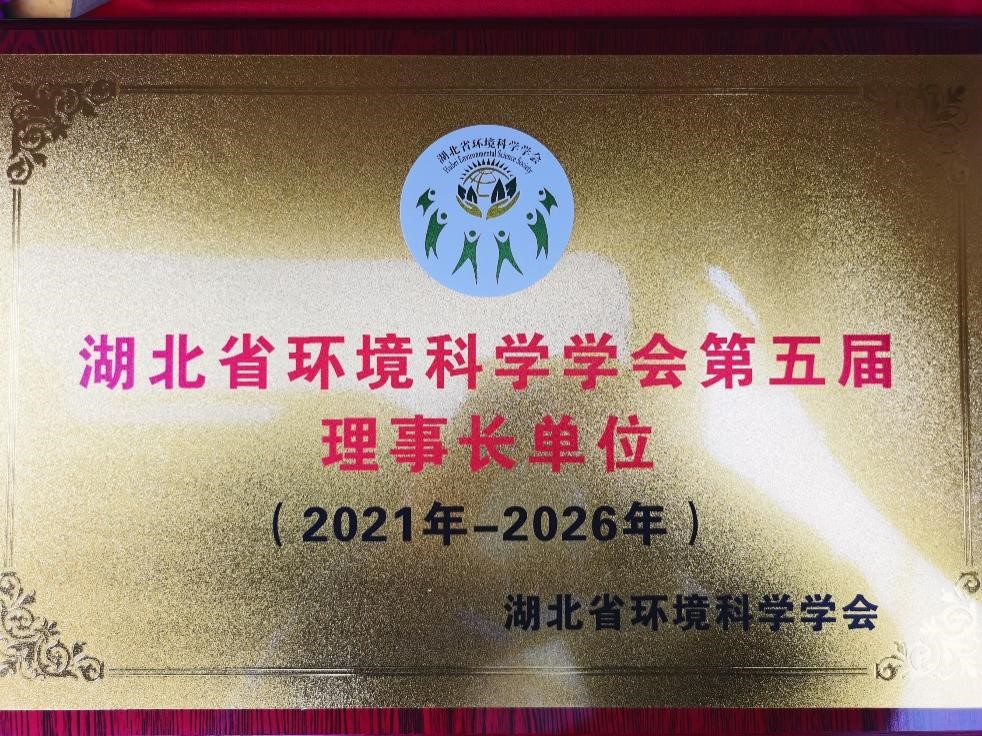 湖北省环境科学学会
Hubei Environmental Science Society
湖北省环境科学学会第五届
理事长单位
（2021年-2026年）
湖北省环境科学学会